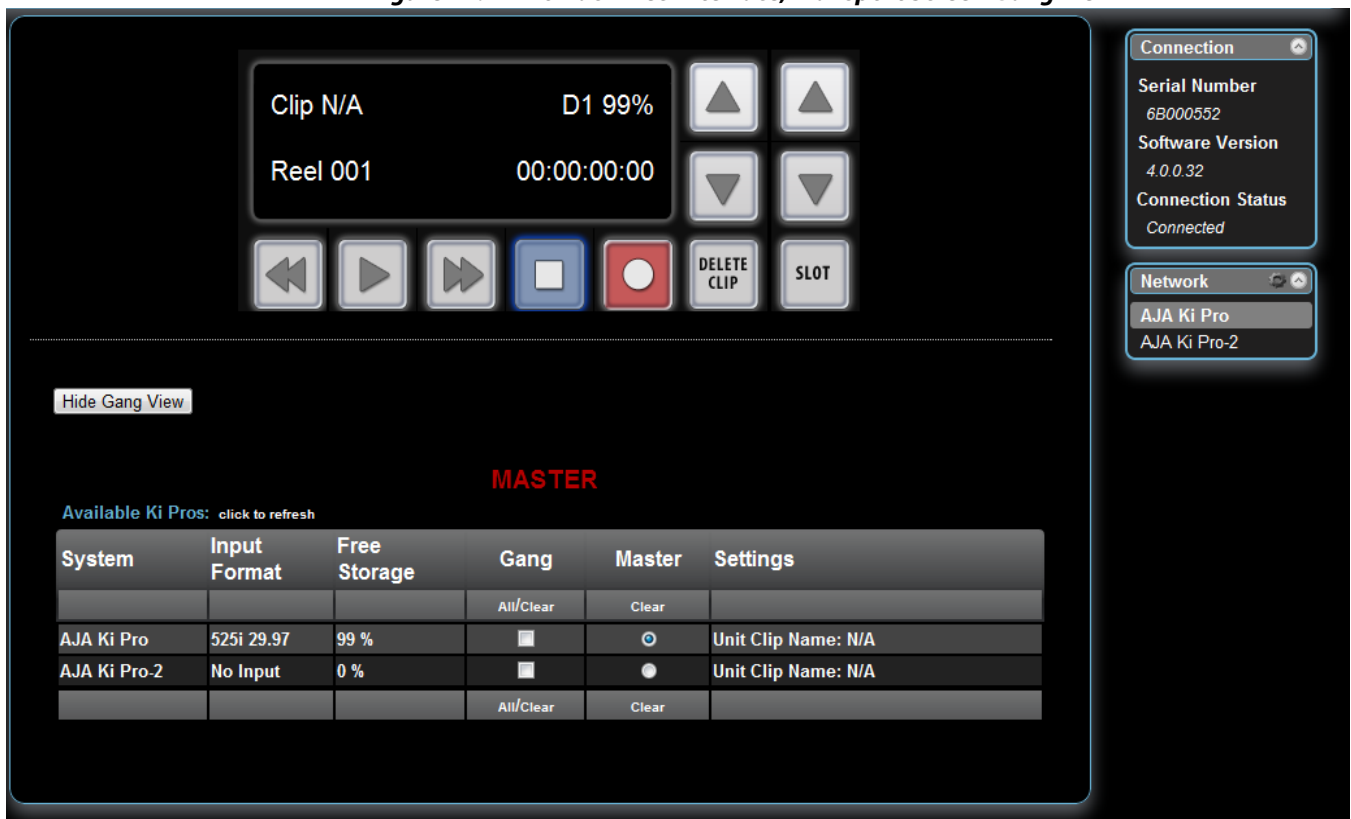 Clip N/A D1 99%
Reel 001 00:00:00:00
DELETE CLIP
SLOT
Connection
Serial Number
6B000552
Software Version
4.0.0.32
Connection Status
Connected
Network
AJA Ki Pro
AJA Ki Pro-2
Hide Gang View
MASTER
Available Ki Pros: click to refresh
System Input Format Free Storage Gang Master Settings
All/Clear Clear
AJA Ki Pro 525i 29.97 99 % Unit Clip Name: N/A
AJA Ki Pro-2 No Input 0 % Unit Clip Name: N/A
All/Clear Clear